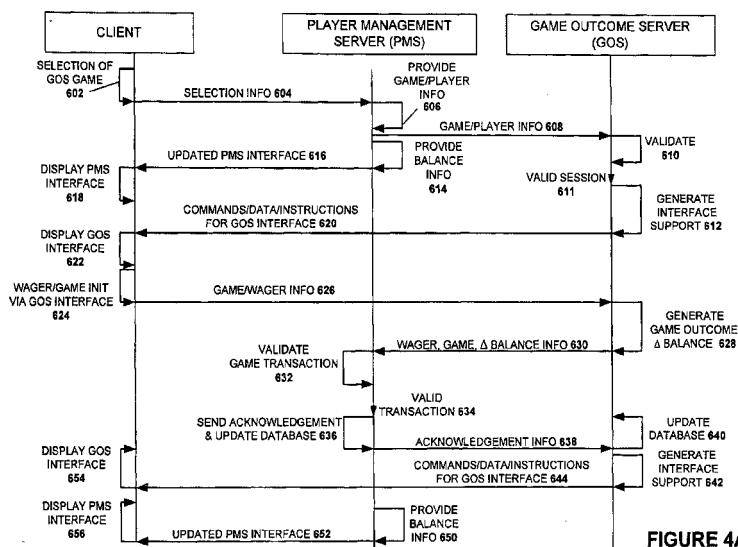 CLIENT
PLAYER MANAGEMENT
SERVER (PMS)
GAME OUTCOME SERVER
(GOS)
SELECTION OF
GOS GAME
602
SELECTION INFO 604
PROVIDE
GAME/PLAYER
INFO
606
GAME/PLAYER INFO 608
VALIDATE
610
UPDATED PMS INTERFACE 616
PROVIDE
BALANCE
INFO
614
DISPLAY PMS
INTERFACE
618
VALID SESSION
611
GENERATE
INTERFACE
SUPPORT 612
COMMANDS/DATA/INSTRUCTIONS
FOR GOS INTERFACE 620
DISPLAY GOS
INTERFACE
622
WAGER/GAME INIT
VIA GOS INTERFACE
624
GAME/WAGER INFO 626
GENERATE
GAME OUTCOME
Δ BALANCE 628
WAGER, GAME, Δ BALANCE INFO 630
VALIDATE
GAME TRANSACTION
632
VALID
TRANSACTION 634
SEND ACKNOWLEDGEMENT
& UPDATE DATABASE 636
UPDATE
DATABASE 640
ACKNOWLEDGEMENT INFO 638
DISPLAY GOS
INTERFACE
654
GENERATE
INTERFACE
SUPPORT 642
COMMANDS/DATA/INSTRUCTIONS
FOR GOS INTERFACE 644
DISPLAY PMS
INTERFACE
656
PROVIDE
BALANCE
INFO 650
UPDATED PMS INTERFACE 652
FIGURE 4A